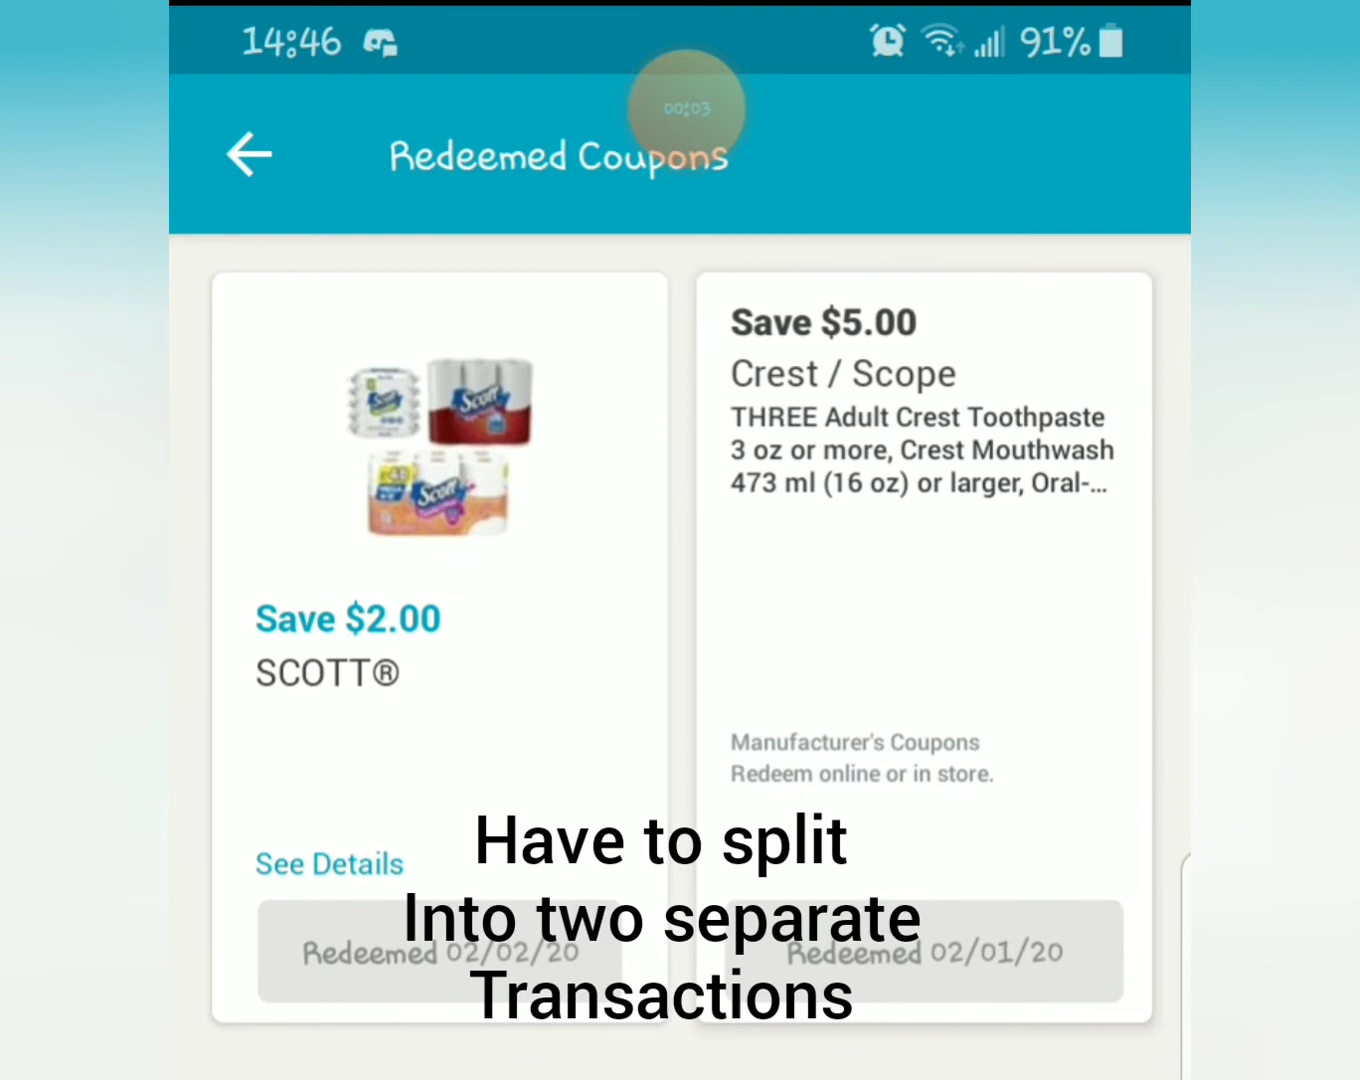 14:46
91%
00:03
Redeemed Coupons
Scott
Scott
Scott
Save $2.00
SCOTT®
See Details
Redeemed 02/02/20
Save $5.00
Crest / Scope
THREE Adult Crest Toothpaste
3 oz or more, Crest Mouthwash
473 ml (16 oz) or larger, Oral-...
Manufacturer's Coupons
Redeem online or in store.
Redeemed 02/01/20
Have to split
Into two separate
Transactions